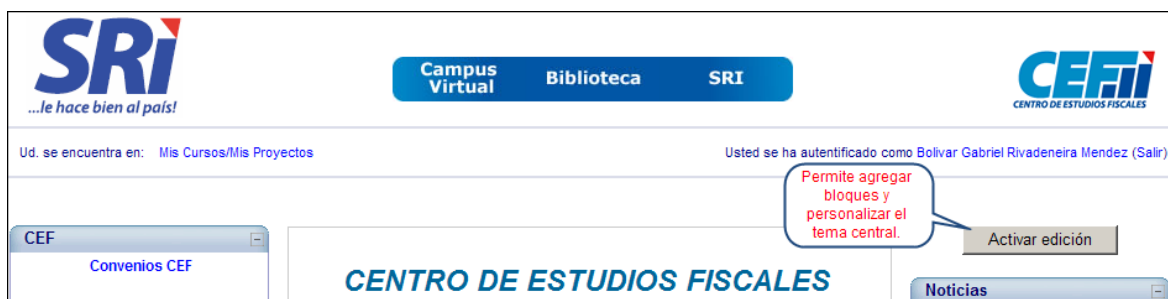 SRi
...le hace bien al país!
Campus Virtual
Biblioteca
SRI
CEF
CENTRO DE ESTUDIOS FISCALES
Ud. se encuentra en: Mis Cursos/Mis Proyectos
Usted se ha autentificado como Bolivar Gabriel Rivadeneira Mendez (Salir)
Permite agregar
bloques y
personalizar el
tema central.
Activar edición
CEF
Convenios CEF
CENTRO DE ESTUDIOS FISCALES
Noticias